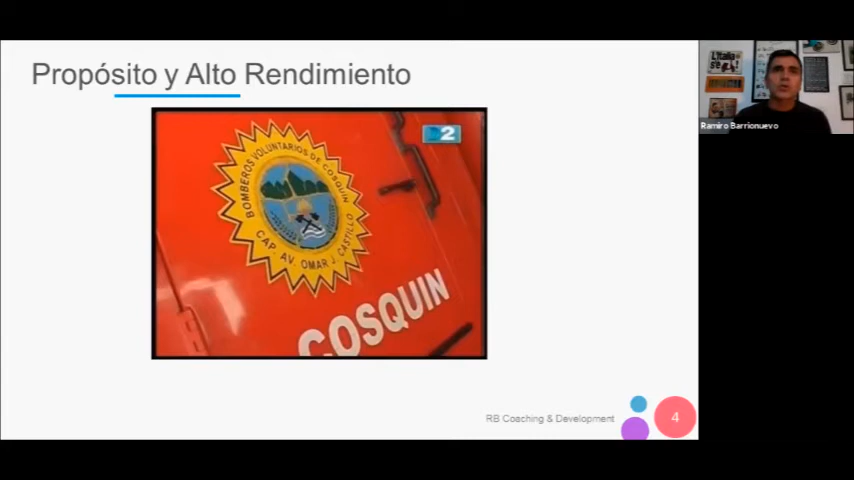 Propósito y Alto Rendimiento
2
BOMBEROS VOLUNTARIOS DE COSQUIN
CAP. AV. OMAR J. CASTILLO
COSQUIN
RB Coaching & Development
4
L'Italia
Ramiro Barrionuevo